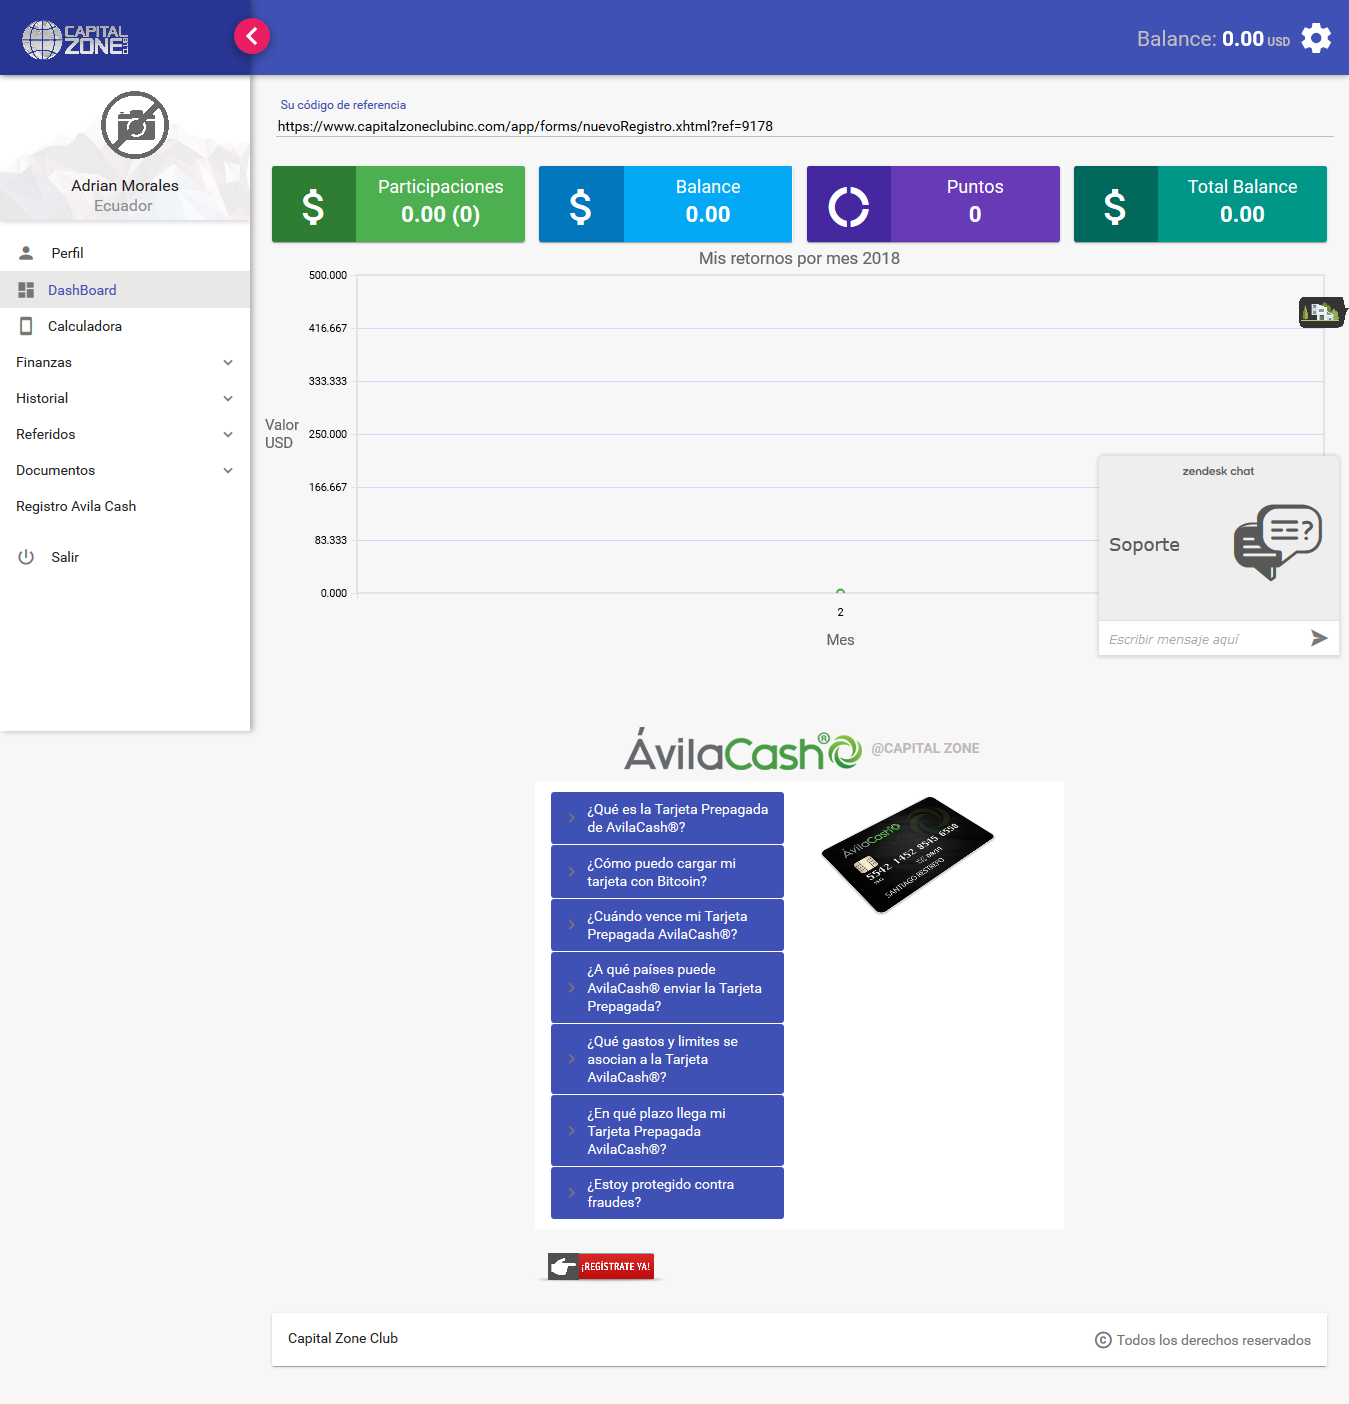 CAPITAL
ZONE
CLUB
Balance: 0.00 USD
Adrian Morales
Ecuador
Perfil
DashBoard
Calculadora
Finanzas
Historial
Referidos
Documentos
Registro Avila Cash
Salir
Su código de referencia
https://www.capitalzoneclubinc.com/app/forms/nuevoRegistro.xhtml?ref=9178
$
Participaciones
0.00 (0)
$
Balance
0.00
Puntos
0
$
Total Balance
0.00
Mis retornos por mes 2018
500.000
416.667
333.333
Valor
USD
250.000
166.667
83.333
0.000
2
Mes
zendesk chat
Soporte
?
Escribir mensaje aquí
ÁvilaCash®
@CAPITAL ZONE
¿Qué es la Tarjeta Prepagada
de AvilaCash®?
¿Cómo puedo cargar mi
tarjeta con Bitcoin?
¿Cuándo vence mi Tarjeta
Prepagada AvilaCash®?
¿A qué países puede
AvilaCash® enviar la Tarjeta
Prepagada?
¿Qué gastos y limites se
asocian a la Tarjeta
AvilaCash®?
¿En qué plazo llega mi
Tarjeta Prepagada
AvilaCash®?
¿Estoy protegido contra
fraudes?
ÁvilaCash
5542 1452 8545 6550
SANTIAGO RESTREPO
¡REGÍSTRATE YA!
Capital Zone Club
© Todos los derechos reservados